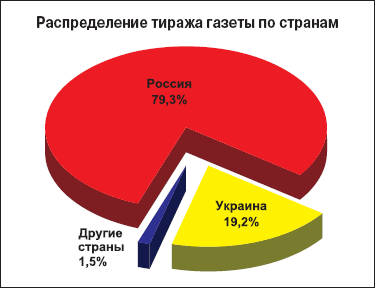 Распределение тиража газеты по странам
Россия
79,3%
Украина
19,2%
Другие
страны
1,5%